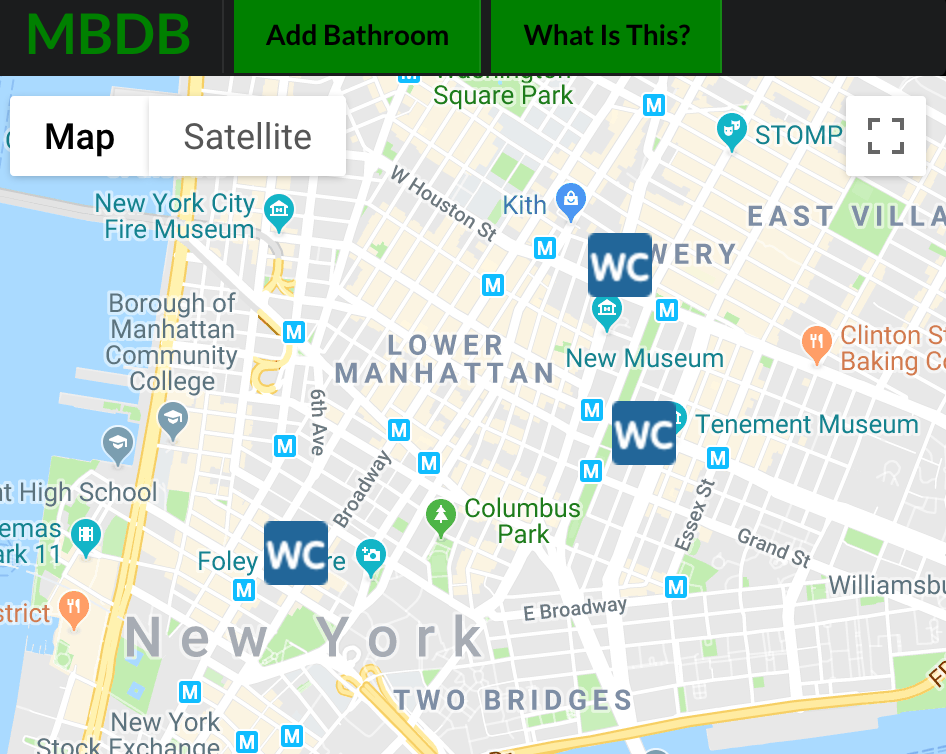 MBDB
Add Bathroom
What Is This?
Square Park
M
Map
Satellite
STOMP
W Houston St
New York City
Fire Museum
Kith
EAST VILLA
M
WC
WERY
M
M
Borough of
Manhattan
Community
College
M
LOWER
MANHATTAN
New Museum
Clinton St
Baking Co
6th Ave
M
WC
Tenement Museum
M
M
M
M
M
Broadway
Essex St
nt High School
Columbus
Park
emas
ark 11
Foley
WC
re
Grand St
M
M
Williamsbu
strict
E Broadway
New York
M
TWO BRIDGES
FD
New York
Stock Exchange
M
M